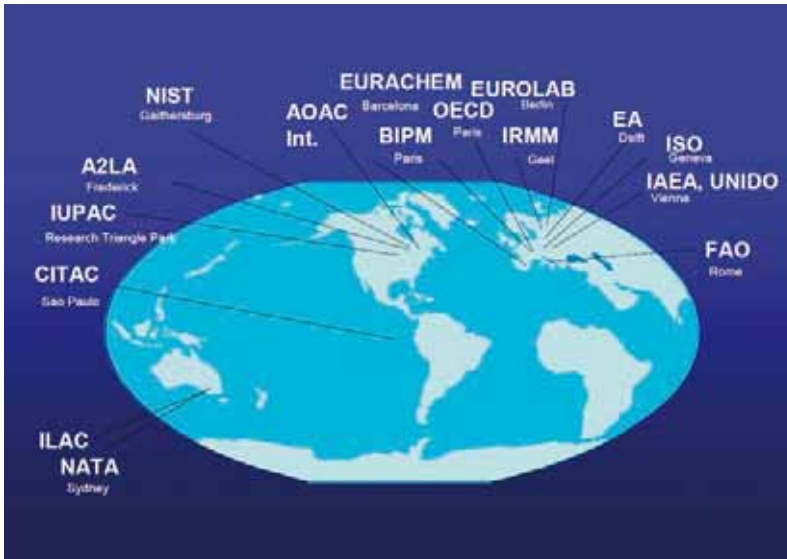 NIST
Gaithersburg
EURACHEM
Barcelona
EUROLAB
Berlin
AOAC
Int.
OECD
Paris
BIPM
Paris
IRMM
Geel
EA
Delft
ISO
Geneva
IAEA, UNIDO
Vienna
A2LA
Frederick
IUPAC
Research Triangle Park
FAO
Rome
CITAC
Sao Paulo
ILAC
NATA
Sydney